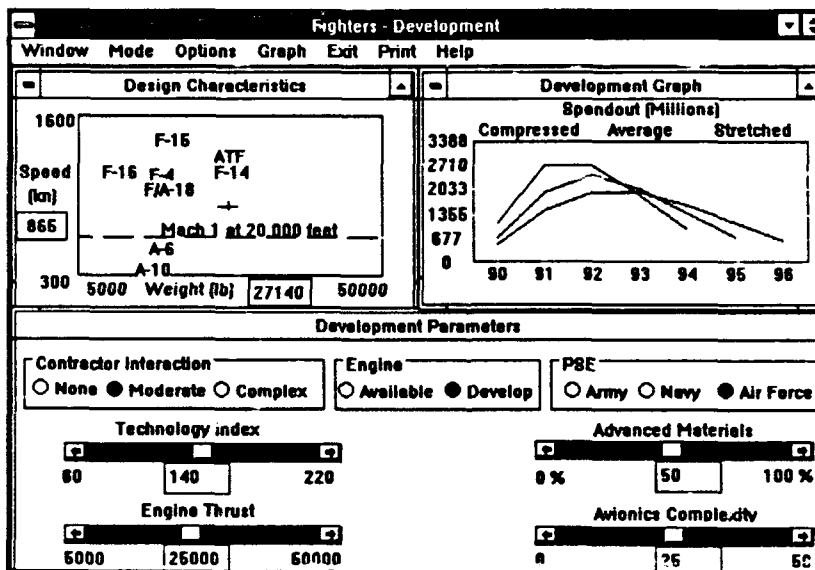 Fighters - Development
Window Mode Options Graph Exit Print Help
Design Characteristics
1600
Speed
(kn)
865
300
F-15
ATF
F-16 F-4 F-14
F/A-18
Mach 1 at 20,000 feet
A-6
A-10
5000 Weight (lb) 27140 50000
Development Graph
Spendout (Millions)
Compressed Average Stretched
3388
2710
2033
1355
677
0
90 91 92 93 94 95 96
Development Parameters
Contractor Interaction
None Moderate Complex
Engine
Available Develop
PSE
Army Navy Air Force
Technology index
60 140 220
Advanced Materials
0 % 50 100 %
Engine Thrust
5000 25000 50000
Avionics Complexity
0 25 50